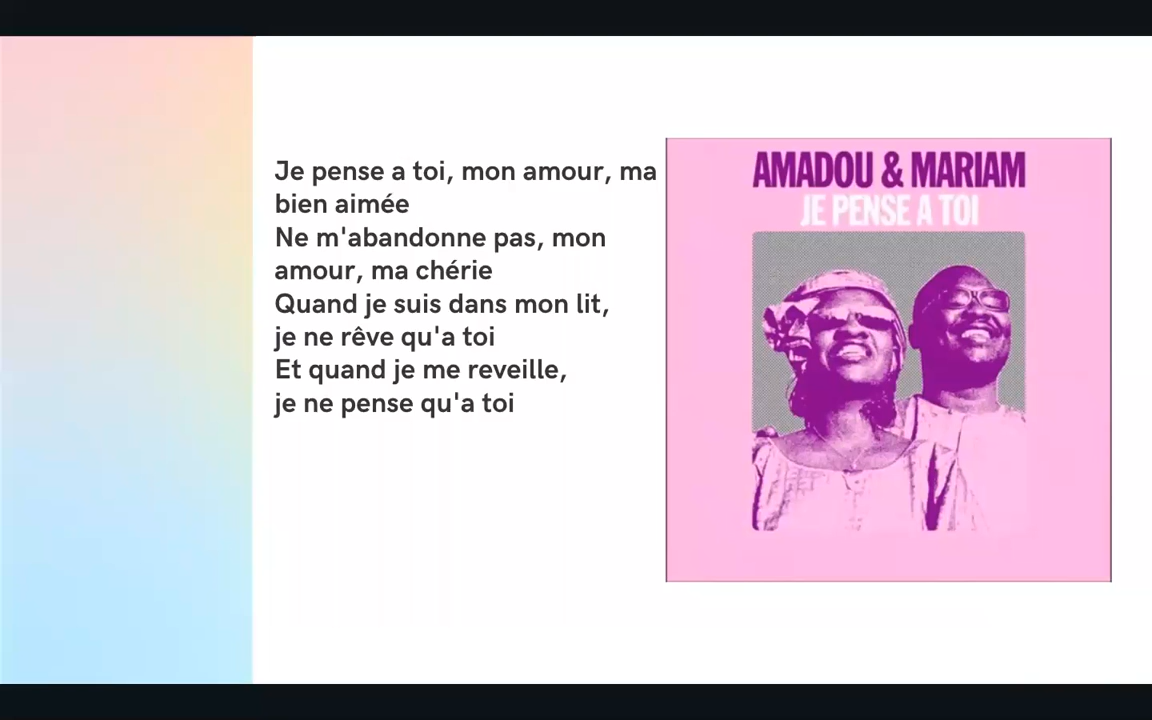 Je pense a toi, mon amour, ma
bien aimée
Ne m'abandonne pas, mon
amour, ma chérie
Quand je suis dans mon lit,
je ne rêve qu'a toi
Et quand je me reveille,
je ne pense qu'a toi
AMADOU & MARIAM
JE PENSE A TOI